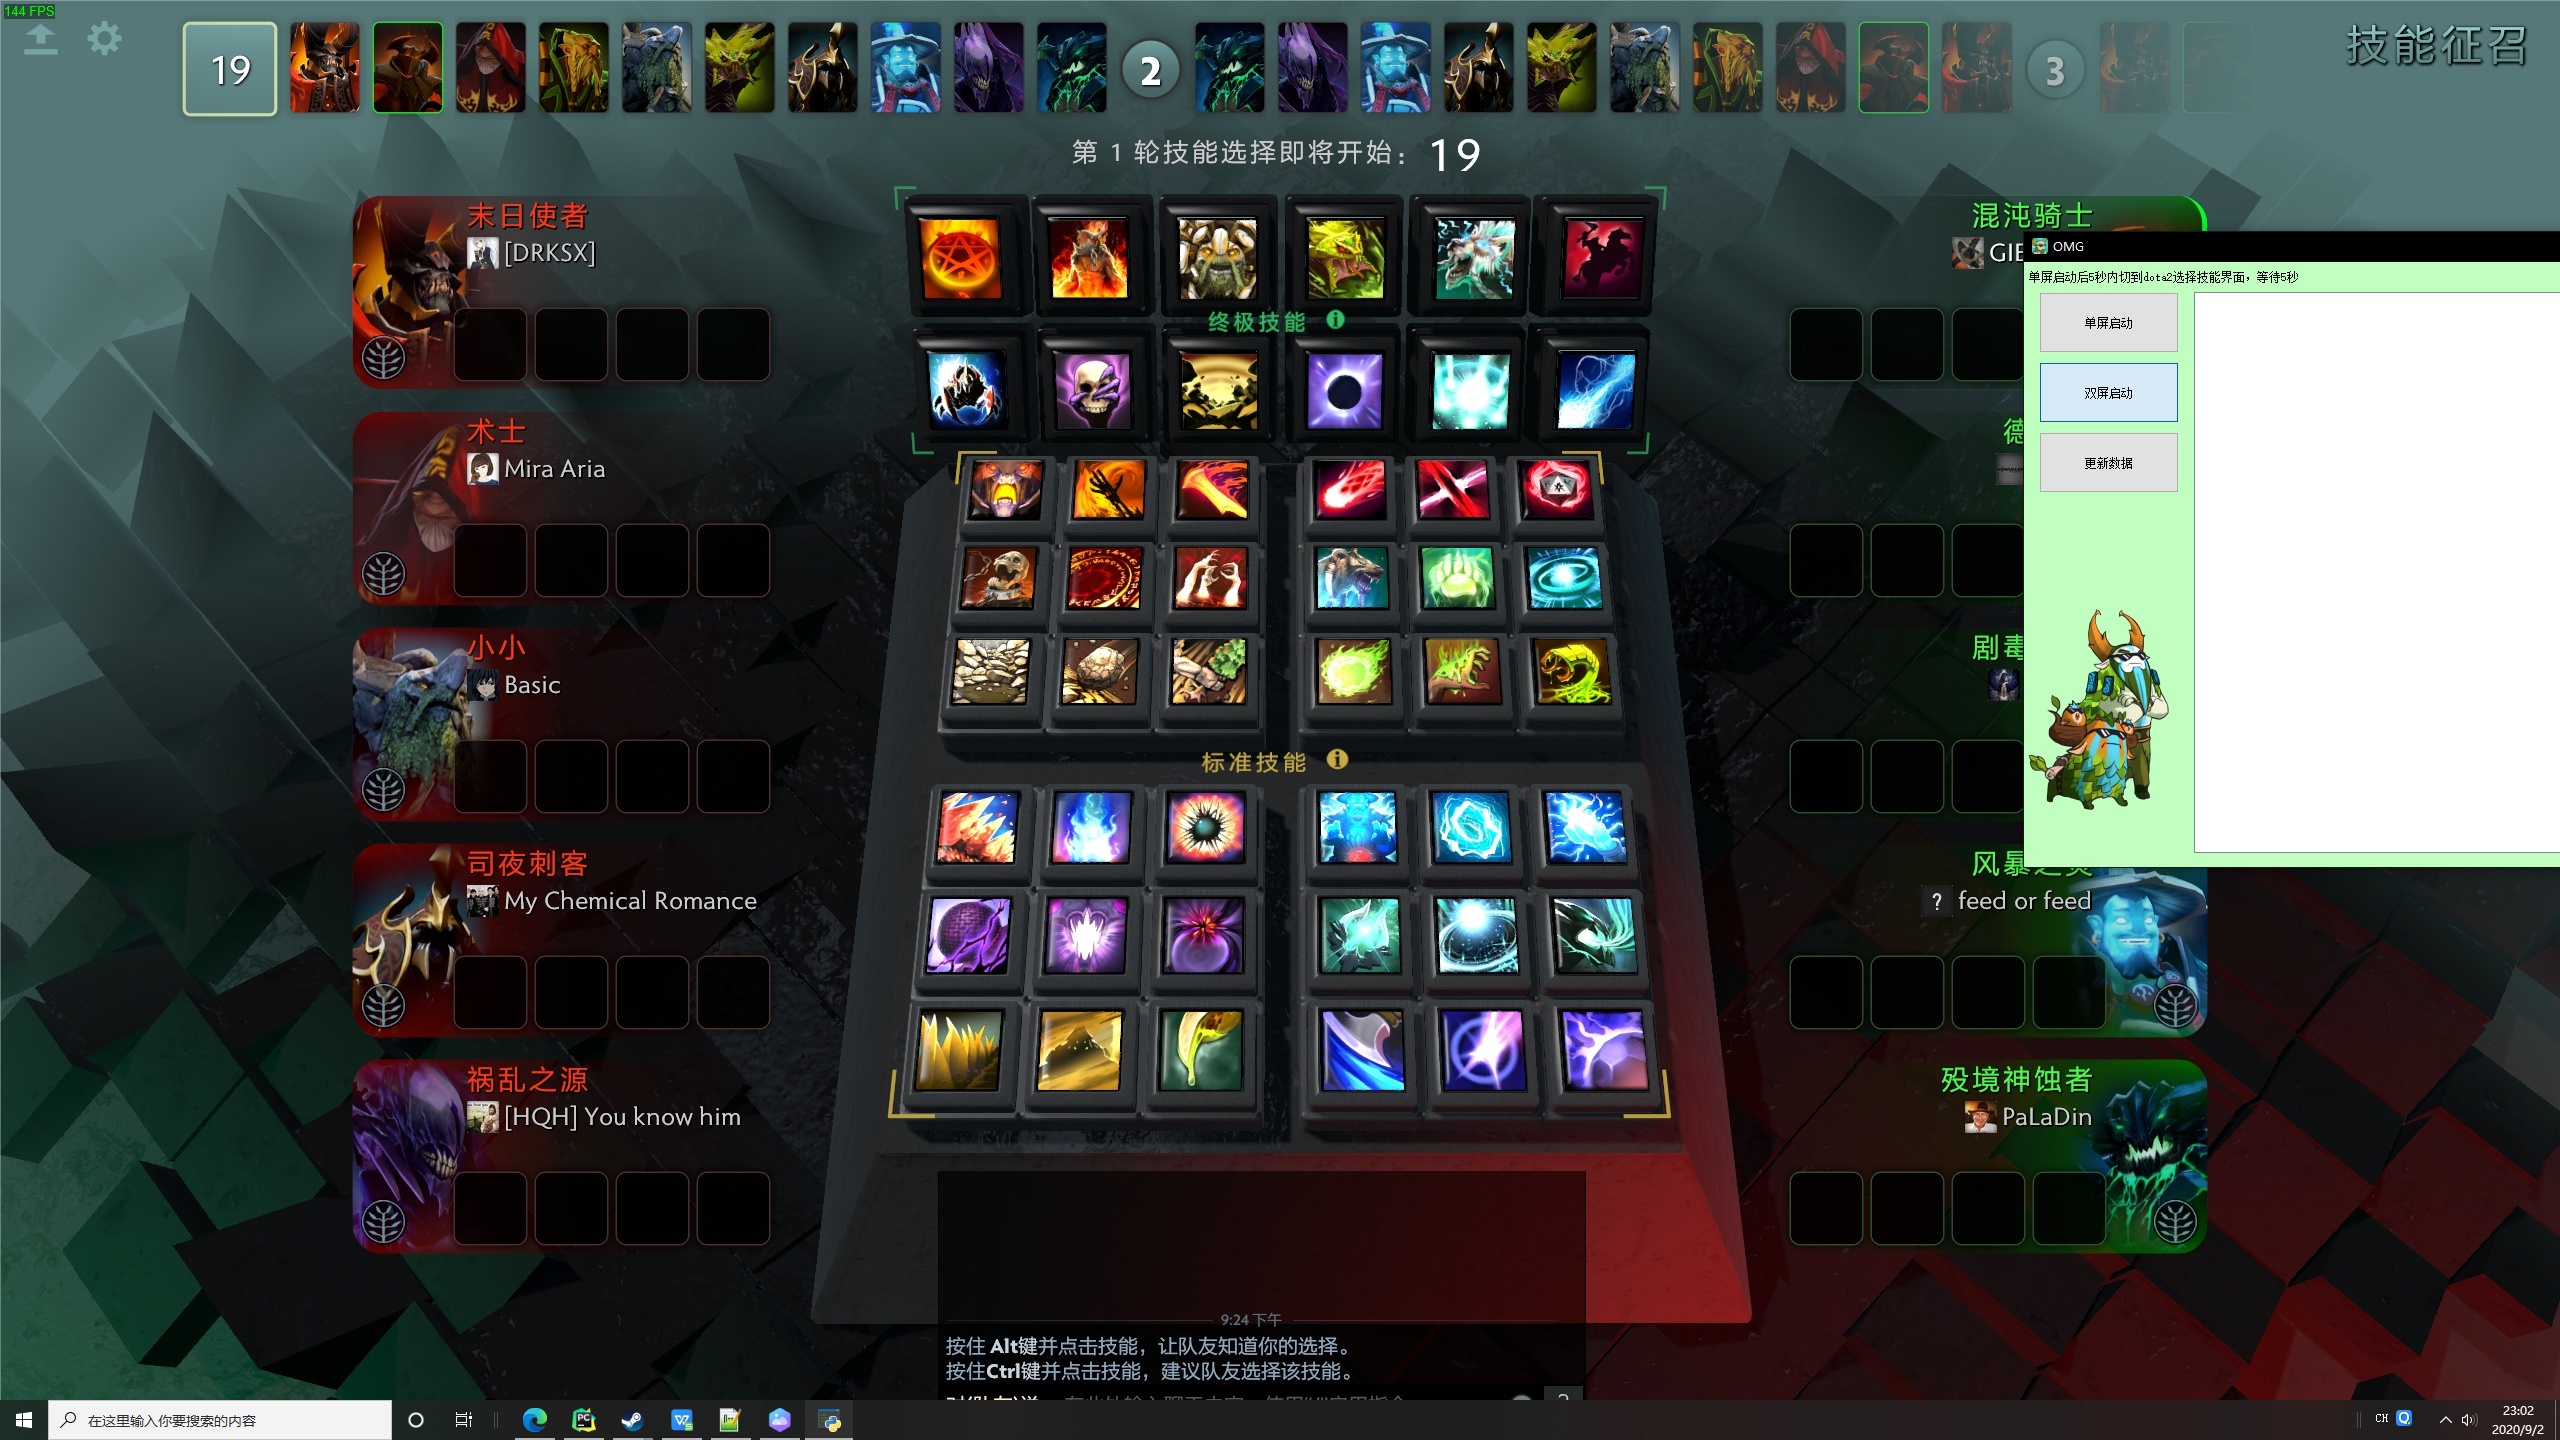 144 FPS
19
2
3
技能征召
第 1 轮技能选择即将开始： 19
末日使者
[DRKSX]
终极技能
混沌骑士
GIE
OMG
单屏启动后5秒内切到dota2选择技能界面，等待5秒
单屏启动
双屏启动
更新数据
术士
Mira Aria
德
小小
Basic
剧毒
标准技能
司夜刺客
My Chemical Romance
风暴之灵
? feed or feed
祸乱之源
[HQH] You know him
殁境神蚀者
PaLaDin
9:24 下午
按住 Alt键并点击技能，让队友知道你的选择。
按住Ctrl键并点击技能，建议队友选择该技能。
在这里输入你要搜索的内容
CH
23:02
2020/9/2